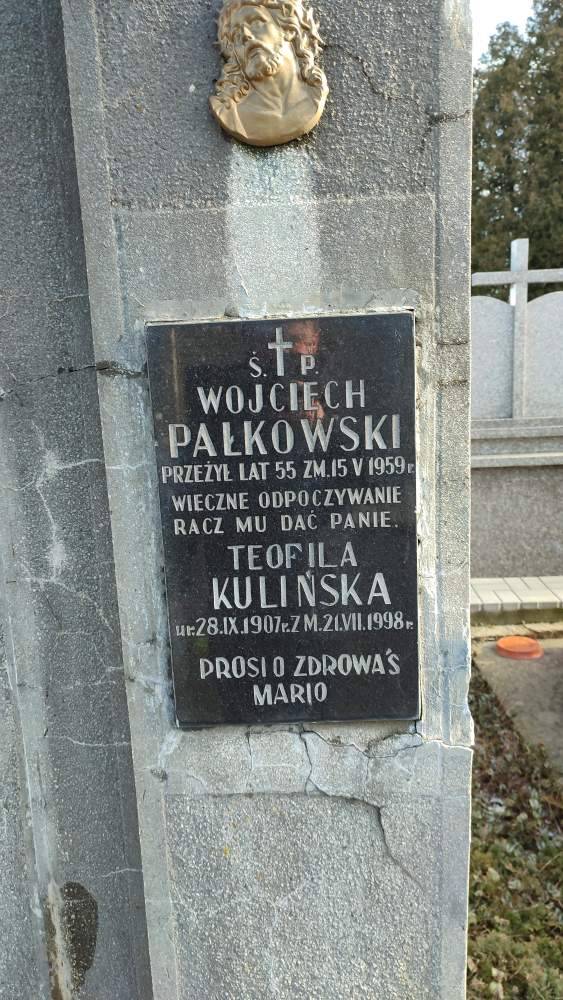 Ś. P.
WOJCIECH
PAŁKOWSKI
PRZEŻYŁ LAT 55 ZM.15 V 1959r.
WIECZNE ODPOCZYWANIE
RACZ MU DAĆ PANIE.
TEOFILA
KULIŃSKA
ur.28.IX.1907r.ZM.21.VII.1998r.
PROSI O ZDROWAŚ
MARIO